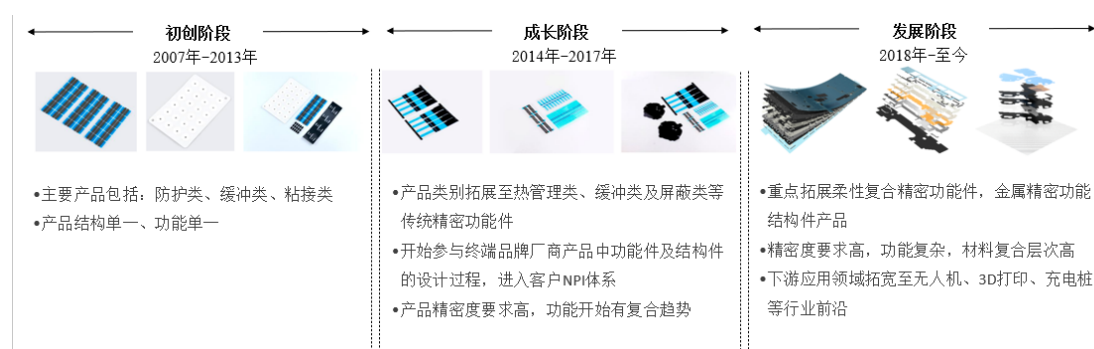 初创阶段
2007年-2013年
•主要产品包括：防护类、缓冲类、粘接类
•产品结构单一、功能单一
成长阶段
2014年-2017年
•产品类别拓展至热管理类、缓冲类及屏蔽类等
传统精密功能件
•开始参与终端品牌厂商产品中功能件及结构件
的设计过程，进入客户NPI体系
•产品精密度要求高，功能开始有复合趋势
发展阶段
2018年-至今
•重点拓展柔性复合精密功能件，金属精密功能
结构件产品
•精密度要求高，功能复杂，材料复合层次高
•下游应用领域拓宽至无人机、3D打印、充电桩
等行业前沿